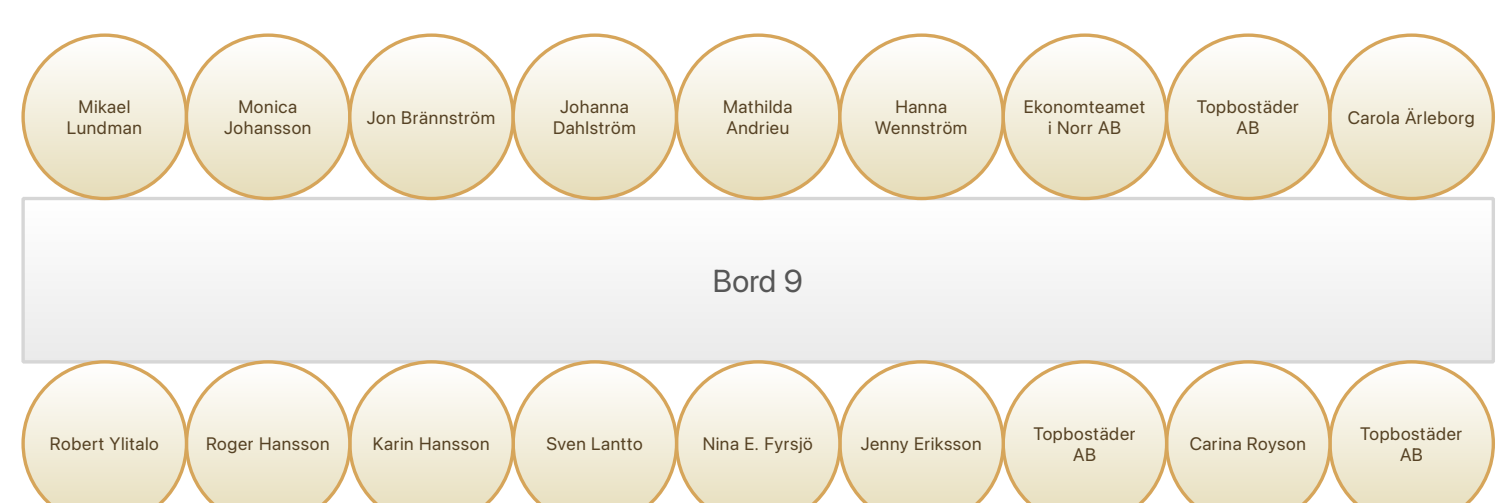 Mikael
Lundman
Monica
Johansson
Jon Brännström
Johanna
Dahlström
Mathilda
Andrieu
Hanna
Wennström
Ekonomteamet
i Norr AB
Topbostäder
AB
Carola Ärleborg
Bord 9
Robert Ylitalo
Roger Hansson
Karin Hansson
Sven Lantto
Nina E. Fyrsjö
Jenny Eriksson
Topbostäder
AB
Carina Royson
Topbostäder
AB